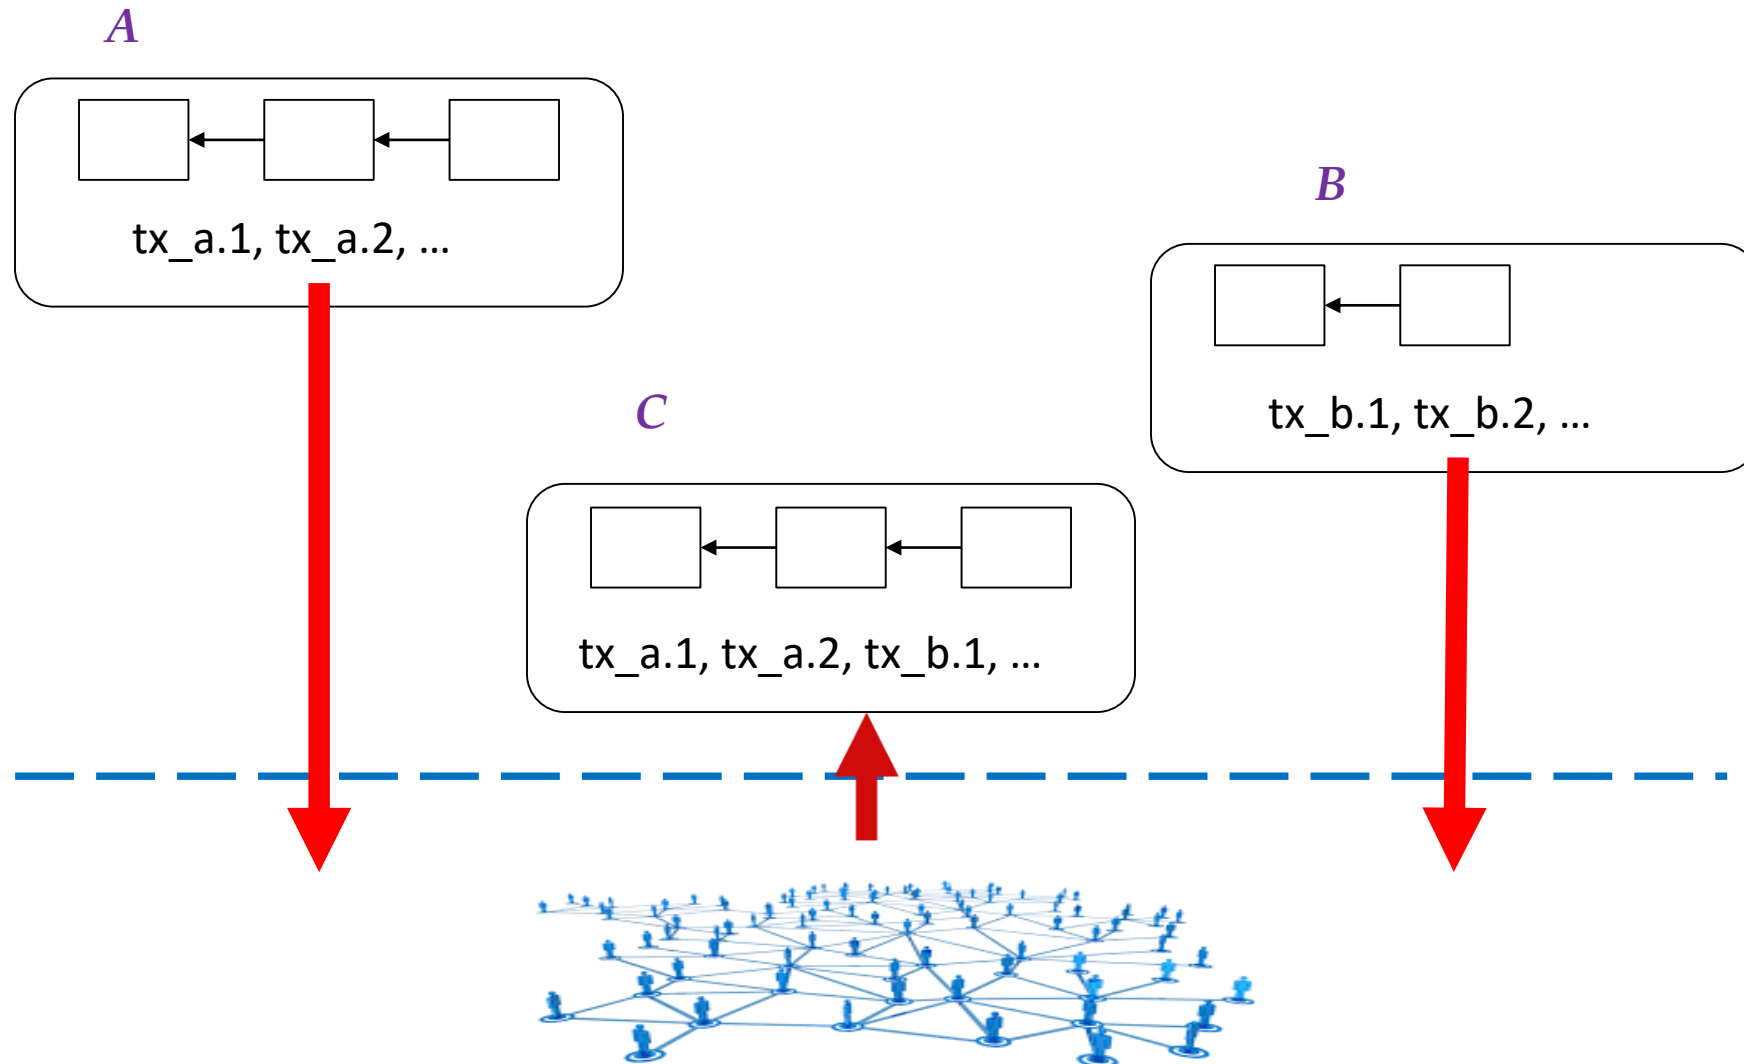 A
tx_a.1, tx_a.2, ...
B
tx_b.1, tx_b.2, ...
C
tx_a.1, tx_a.2, tx_b.1, ...